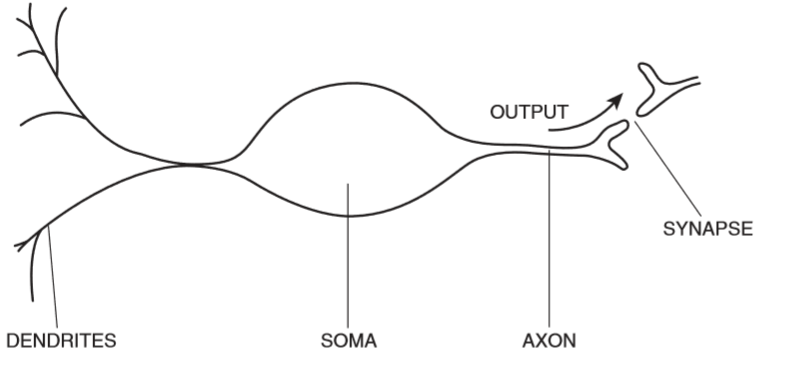 OUTPUT
SYNAPSE
DENDRITES
SOMA
AXON